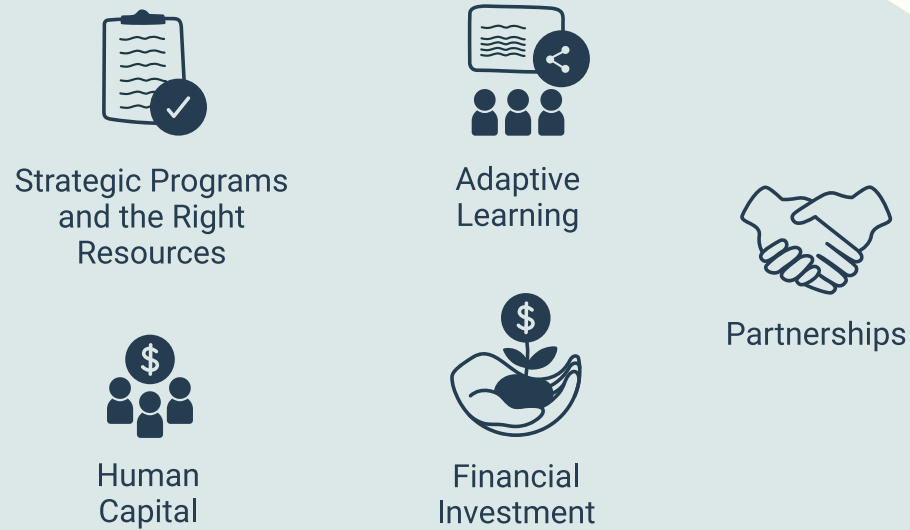 Strategic Programs
and the Right
Resources
Adaptive
Learning
Partnerships
$
Human
Capital
$
Financial
Investment